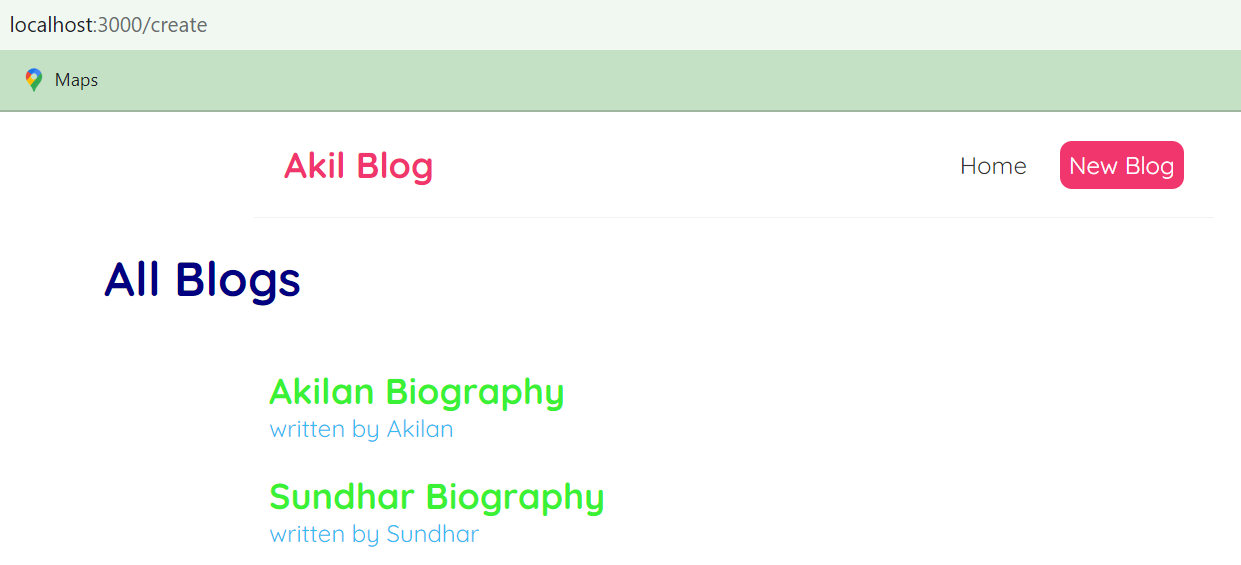 localhost:3000/create
Maps
Akil Blog Home New Blog
All Blogs
Akilan Biography
written by Akilan
Sundhar Biography
written by Sundhar